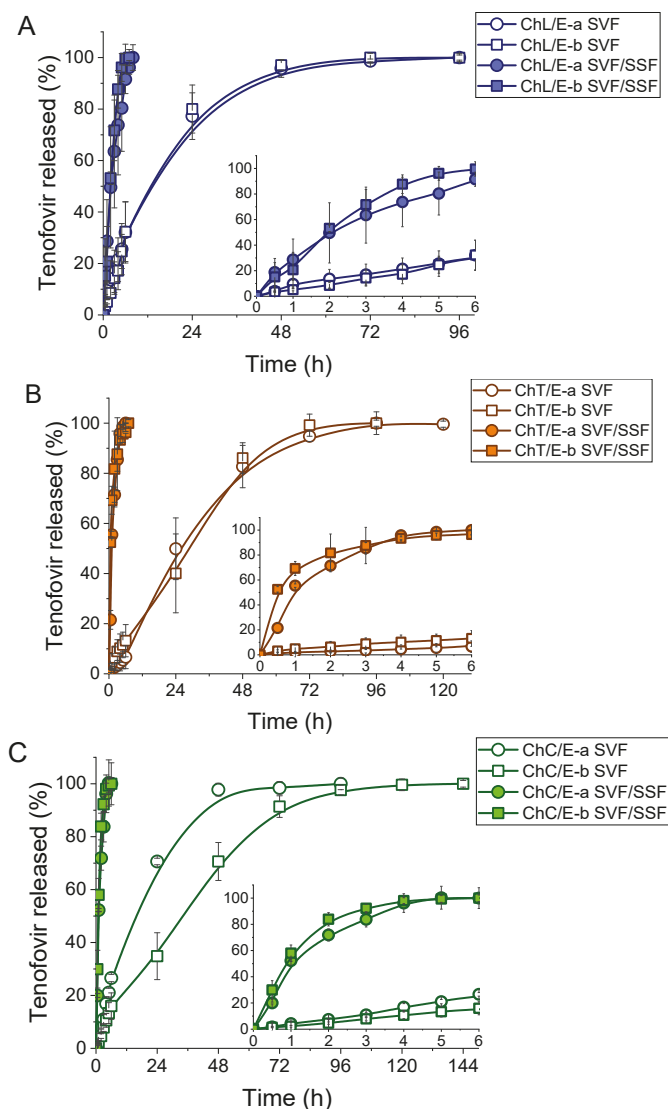 A
ChL/E-a SVF
ChL/E-b SVF
ChL/E-a SVF/SSF
ChL/E-b SVF/SSF
Tenofovir released (%)
100
80
60
40
20
0
0 24 48 72 96
Time (h)
100
80
60
40
20
0
0 1 2 3 4 5 6
B
ChT/E-a SVF
ChT/E-b SVF
ChT/E-a SVF/SSF
ChT/E-b SVF/SSF
Tenofovir released (%)
100
80
60
40
20
0
0 24 48 72 96 120
Time (h)
100
80
60
40
20
0
0 1 2 3 4 5 6
C
ChC/E-a SVF
ChC/E-b SVF
ChC/E-a SVF/SSF
ChC/E-b SVF/SSF
Tenofovir released (%)
100
80
60
40
20
0
0 24 48 72 96 120 144
Time (h)
100
80
60
40
20
0
0 1 2 3 4 5 6